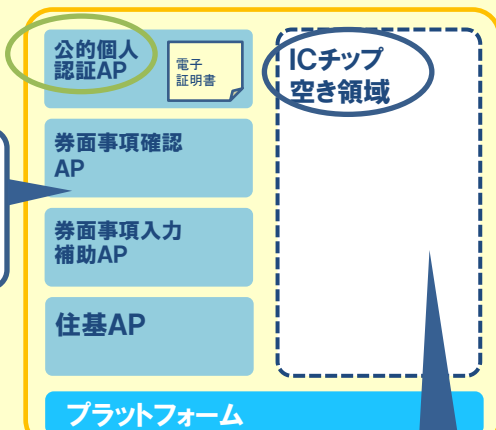 公的個人
認証AP
電子
証明書
ICチップ
空き領域
券面事項確認
AP
券面事項入力
補助AP
住基AP
プラットフォーム